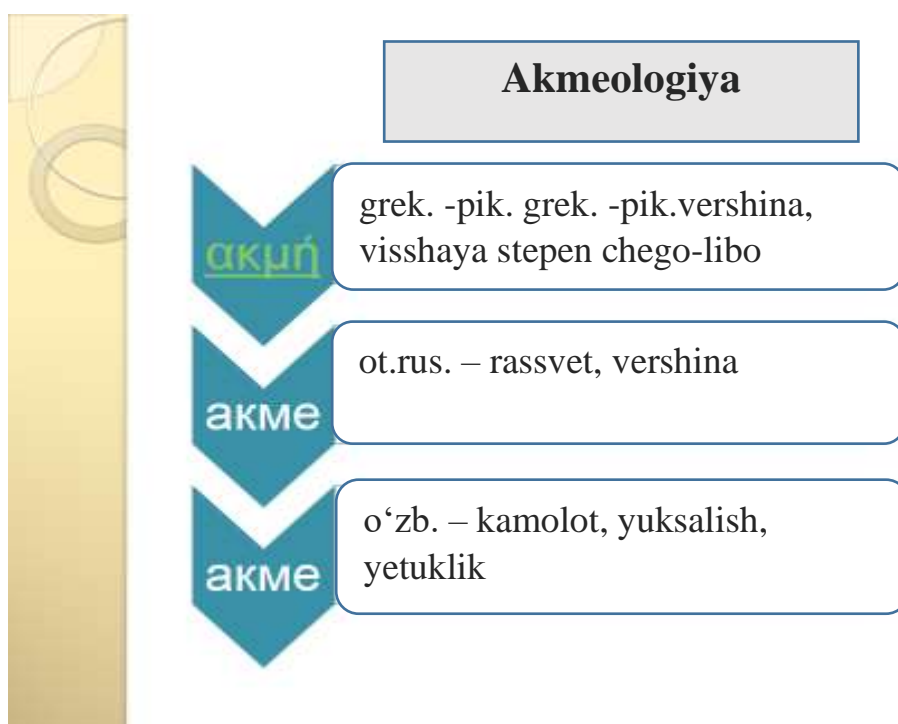 Akmeologiya
ακμή
grek. -pik. grek. -pik.vershina,
visshaya stepen chego-libo
акме
ot.rus. – rassvet, vershina
акме
o‘zb. – kamolot, yuksalish,
yetuklik